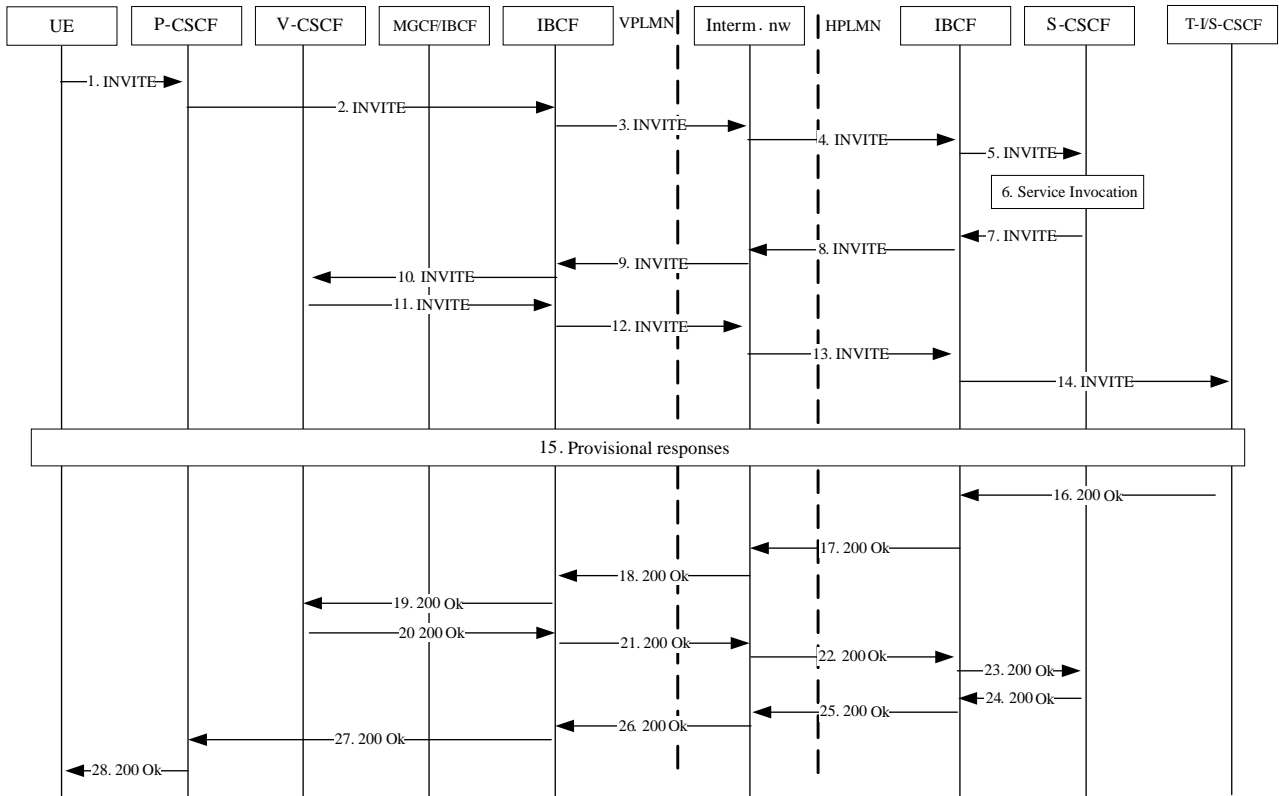 UE
P-CSCF
V-CSCF
MGCF/IBCF
IBCF
VPLMN
Interm. nw
HPLMN
IBCF
S-CSCF
T-I/S-CSCF
1. INVITE
2. INVITE
3. INVITE
4. INVITE
5. INVITE
6. Service Invocation
7. INVITE
8. INVITE
9. INVITE
10. INVITE
11. INVITE
12. INVITE
13. INVITE
14. INVITE
15. Provisional responses
16. 200 Ok
17. 200 Ok
18. 200 Ok
19. 200 Ok
20 200 Ok
21. 200 Ok
22. 200 Ok
23. 200 Ok
24. 200 Ok
25. 200 Ok
26. 200 Ok
27. 200 Ok
28. 200 Ok